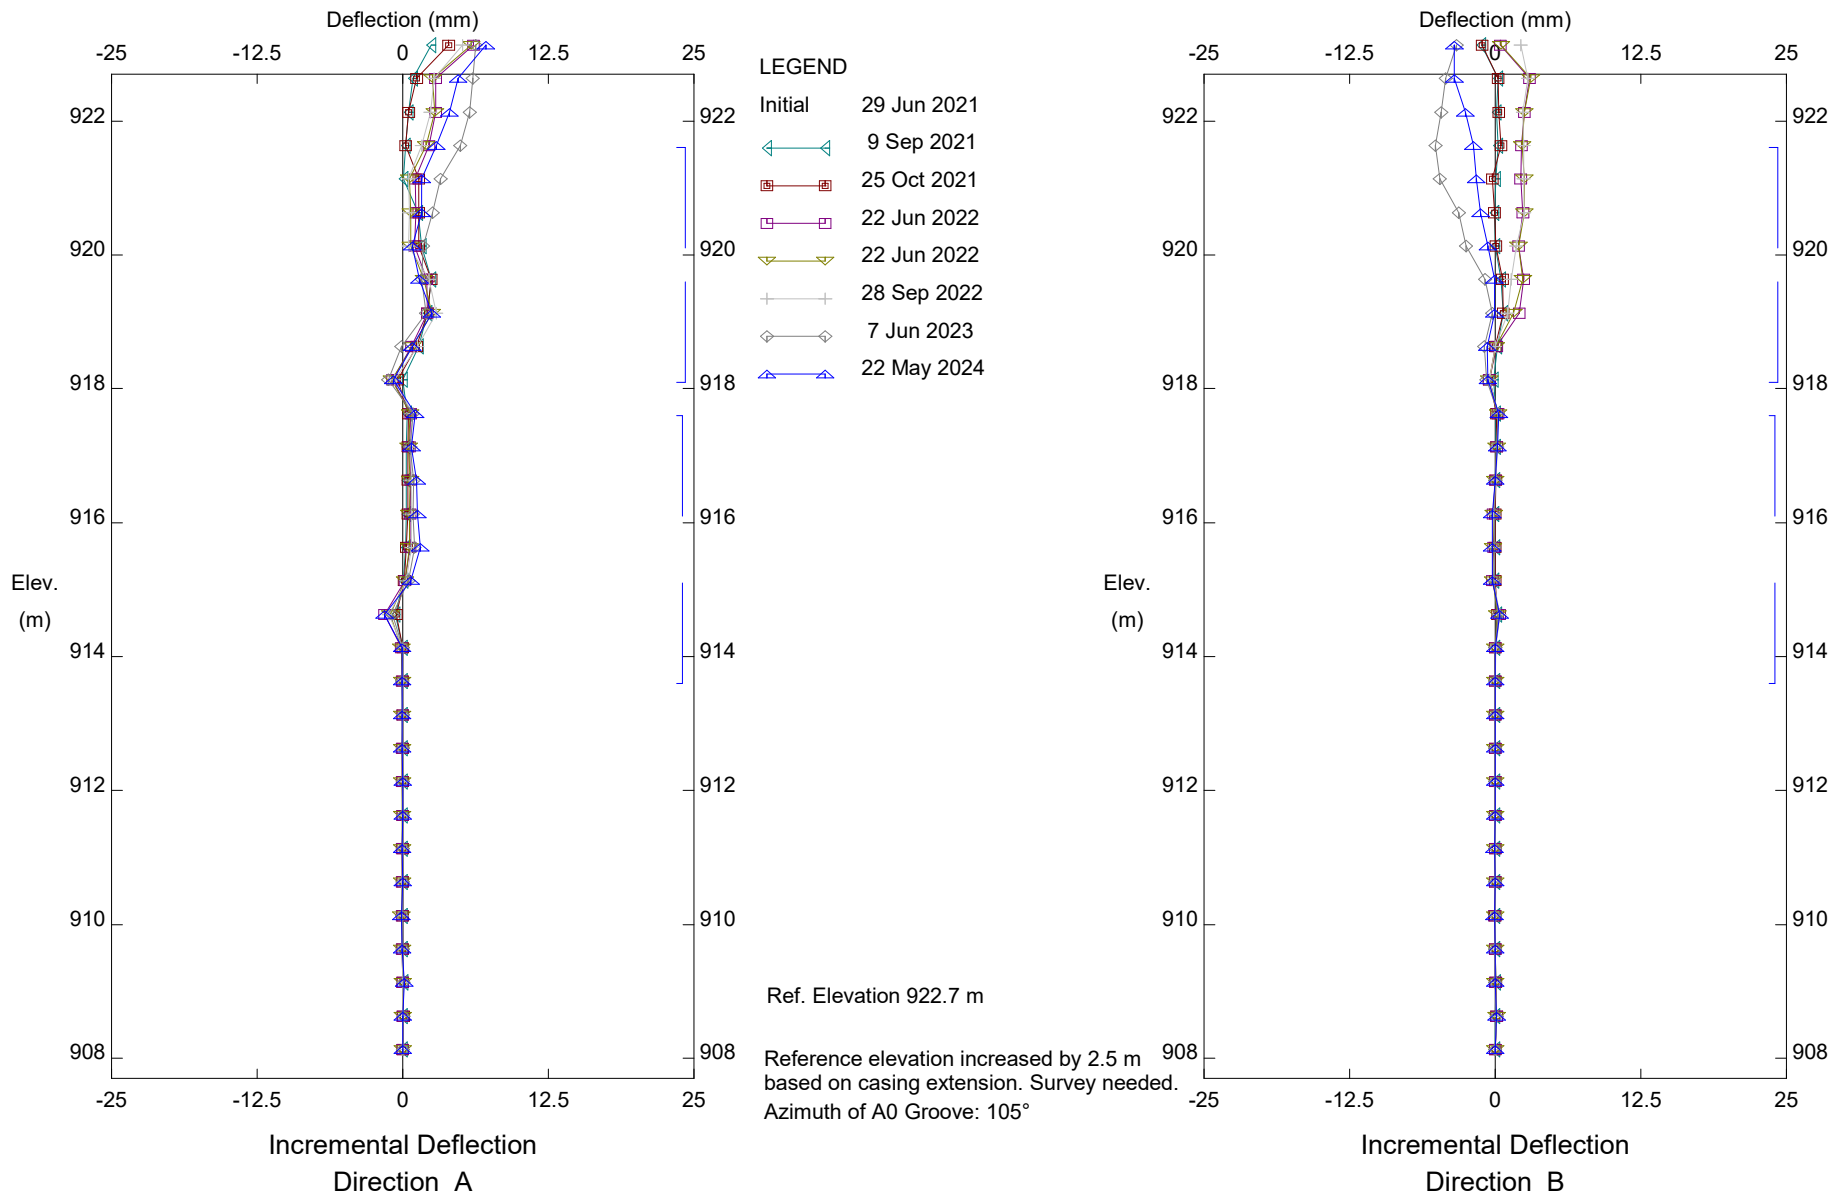 Deflection (mm)
-25 -12.5 0 12.5 25
922 922
920 920
918 918
916 916
Elev.
(m)
914 914
912 912
910 910
908 908
-25 -12.5 0 12.5 25
Incremental Deflection
Direction A
LEGEND
Initial 29 Jun 2021
9 Sep 2021
25 Oct 2021
22 Jun 2022
22 Jun 2022
28 Sep 2022
7 Jun 2023
22 May 2024
Ref. Elevation 922.7 m
Reference elevation increased by 2.5 m
based on casing extension. Survey needed.
Azimuth of A0 Groove: 105°
Deflection (mm)
-25 -12.5 0 12.5 25
922 922
920 920
918 918
916 916
Elev.
(m)
914 914
912 912
910 910
908 908
-25 -12.5 0 12.5 25
Incremental Deflection
Direction B